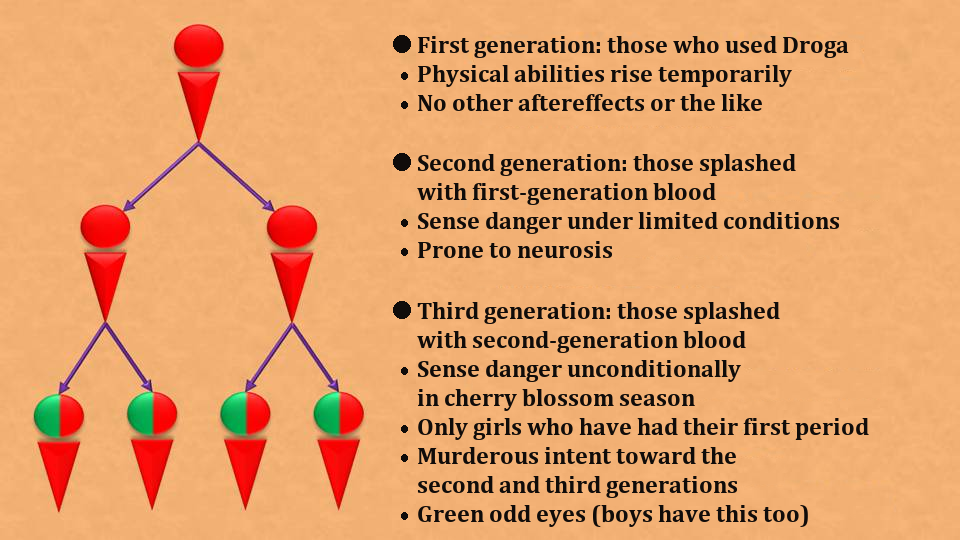 ● First generation: those who used Droga
• Physical abilities rise temporarily
• No other aftereffects or the like
● Second generation: those splashed
with first-generation blood
• Sense danger under limited conditions
• Prone to neurosis
● Third generation: those splashed
with second-generation blood
• Sense danger unconditionally
in cherry blossom season
• Only girls who have had their first period
• Murderous intent toward the
second and third generations
• Green odd eyes (boys have this too)